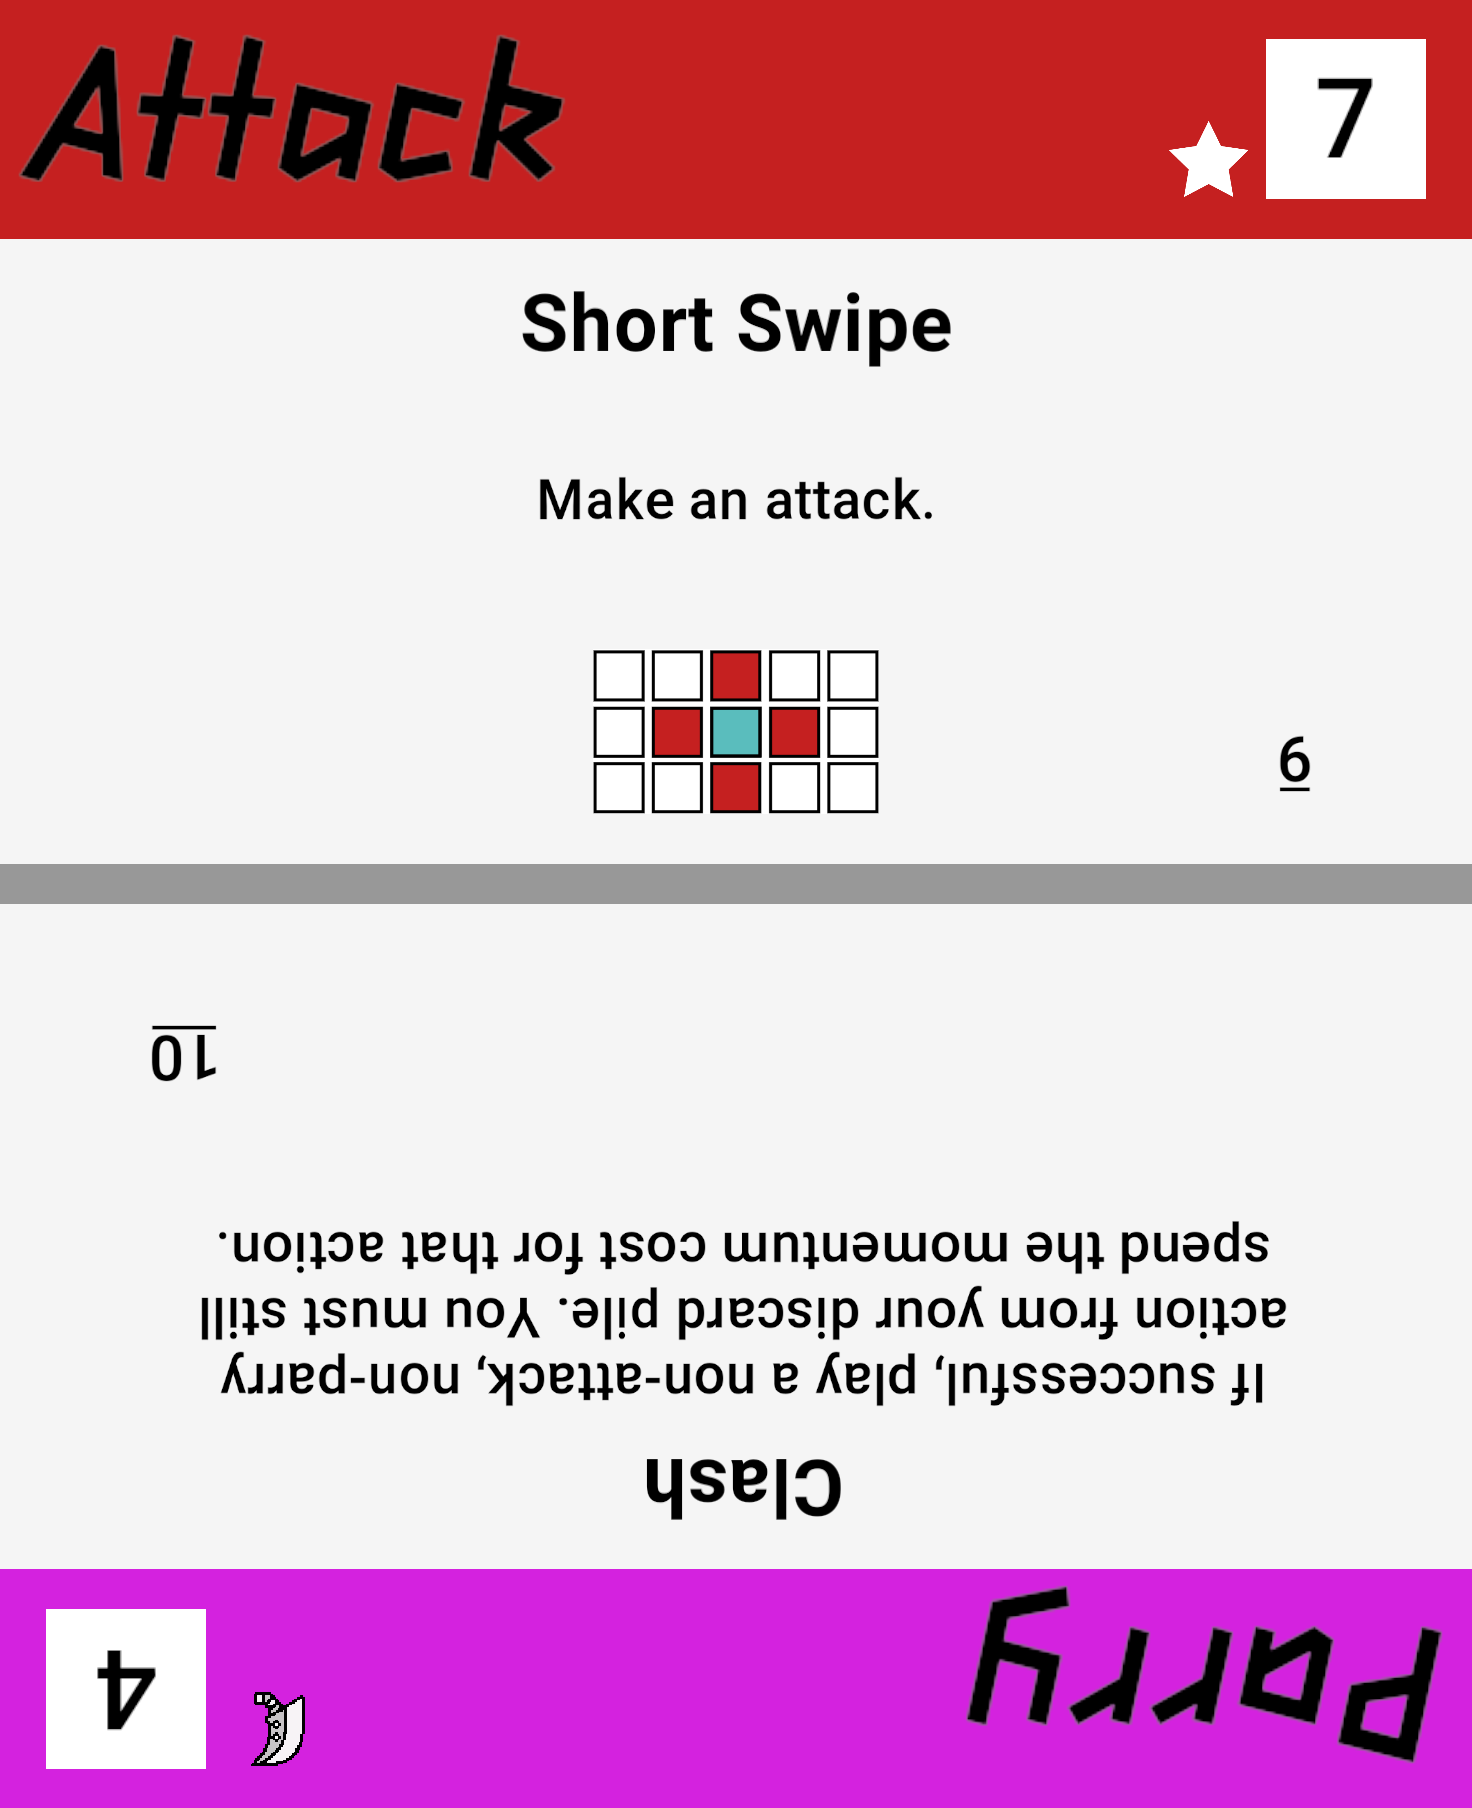 Attack
7
Short Swipe
Make an attack.
6
Parry
4
Clash
If successful, play a non-attack, non-parry
action from your discard pile. You must still
spend the momentum cost for that action.
10